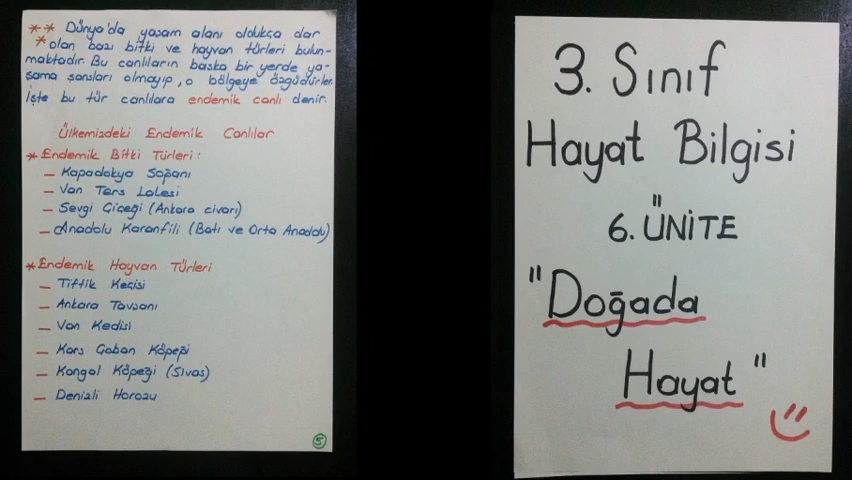 ** Dünya'da yaşam alanı oldukça dar
* olan bazı bitki ve hayvan türleri bulun-
maktadır. Bu canlıların başka bir yerde ya-
şama şansları olmayıp, o bölgeye özgüdürler.
İşte bu tür canlılara endemik canlı denir.
Ülkemizdeki Endemik Canlılar
* Endemik Bitki Türleri:
– Kapadokya Soğanı
– Van Ters Lalesi
– Sevgi Çiçeği (Ankara civarı)
– Anadolu Karanfili (Batı ve Orta Anadolu)
* Endemik Hayvan Türleri
– Tiftik Keçisi
– Ankara Tavşanı
– Van Kedisi
– Kars Çoban Köpeği
– Kangal Köpeği (Sivas)
– Denizli Horozu
5
3. Sınıf
Hayat Bilgisi
6. ÜNİTE
"Doğada
Hayat"